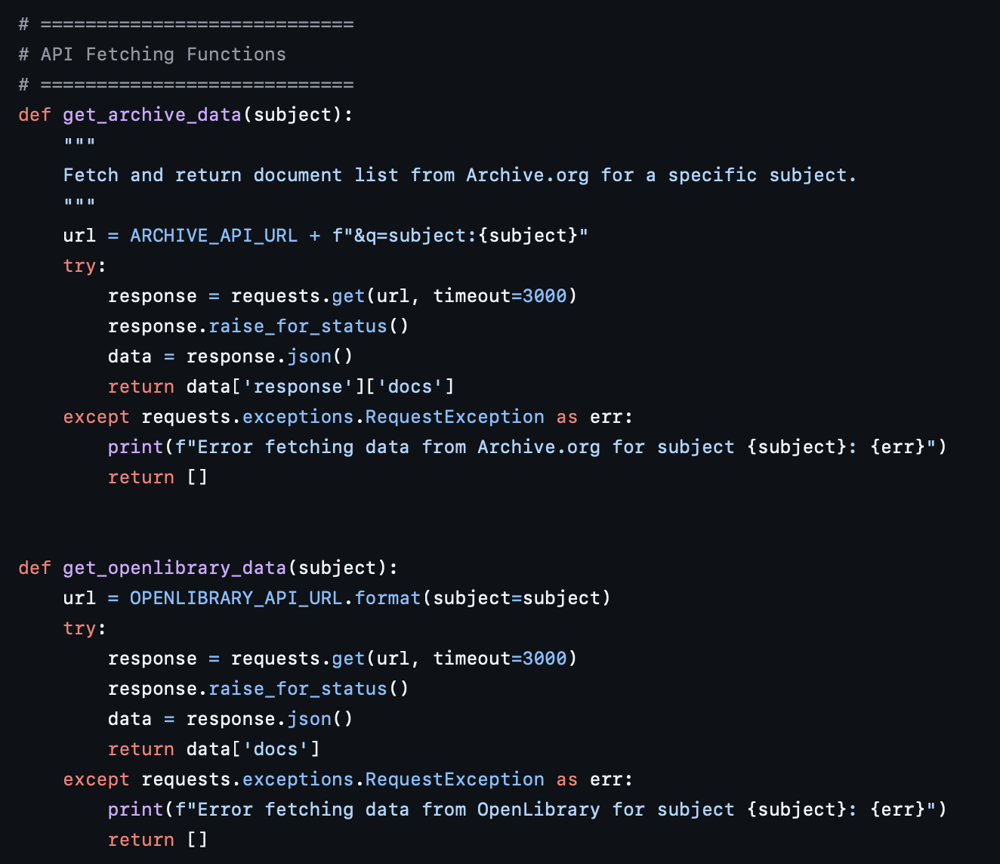 # ============================
# API Fetching Functions
# ============================
def get_archive_data(subject):
    """
    Fetch and return document list from Archive.org for a specific subject.
    """
    url = ARCHIVE_API_URL + f"&q=subject:{subject}"
    try:
        response = requests.get(url, timeout=3000)
        response.raise_for_status()
        data = response.json()
        return data['response']['docs']
    except requests.exceptions.RequestException as err:
        print(f"Error fetching data from Archive.org for subject {subject}: {err}")
        return []
def get_openlibrary_data(subject):
    url = OPENLIBRARY_API_URL.format(subject=subject)
    try:
        response = requests.get(url, timeout=3000)
        response.raise_for_status()
        data = response.json()
        return data['docs']
    except requests.exceptions.RequestException as err:
        print(f"Error fetching data from OpenLibrary for subject {subject}: {err}")
        return []